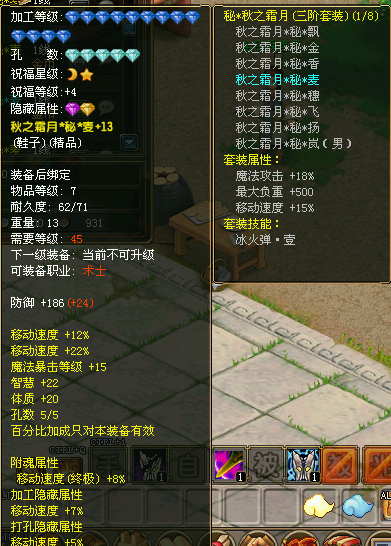 加工等级:
孔 数:
祝福星级:
祝福等级:+4
隐藏属性:
秋之霜月*秘*麦+13
(鞋子)(精品)
装备后绑定
物品等级: 7
耐久度: 62/71
重量: 13
需要等级: 45
下一级装备: 当前不可升级
可装备职业: 术士
防御 +186(+24)
移动速度 +12%
移动速度 +22%
魔法暴击等级 +15
智慧 +22
体质 +20
孔数 5/5
百分比加成只对本装备有效
附魂属性
移动速度(终极) +8%
加工隐藏属性
移动速度 +7%
打孔隐藏属性
移动速度 +5%
秘*秋之霜月(三阶套装)(1/8)
秋之霜月*秘*飘
秋之霜月*秘*金
秋之霜月*秘*香
秋之霜月*秘*麦
秋之霜月*秘*穗
秋之霜月*秘*飞
秋之霜月*秘*扬
秋之霜月*秘*岚(男)
套装属性:
魔法攻击 +18%
最大负重 +500
移动速度 +15%
套装技能:
冰火弹·壹
931
1
1
1
AL